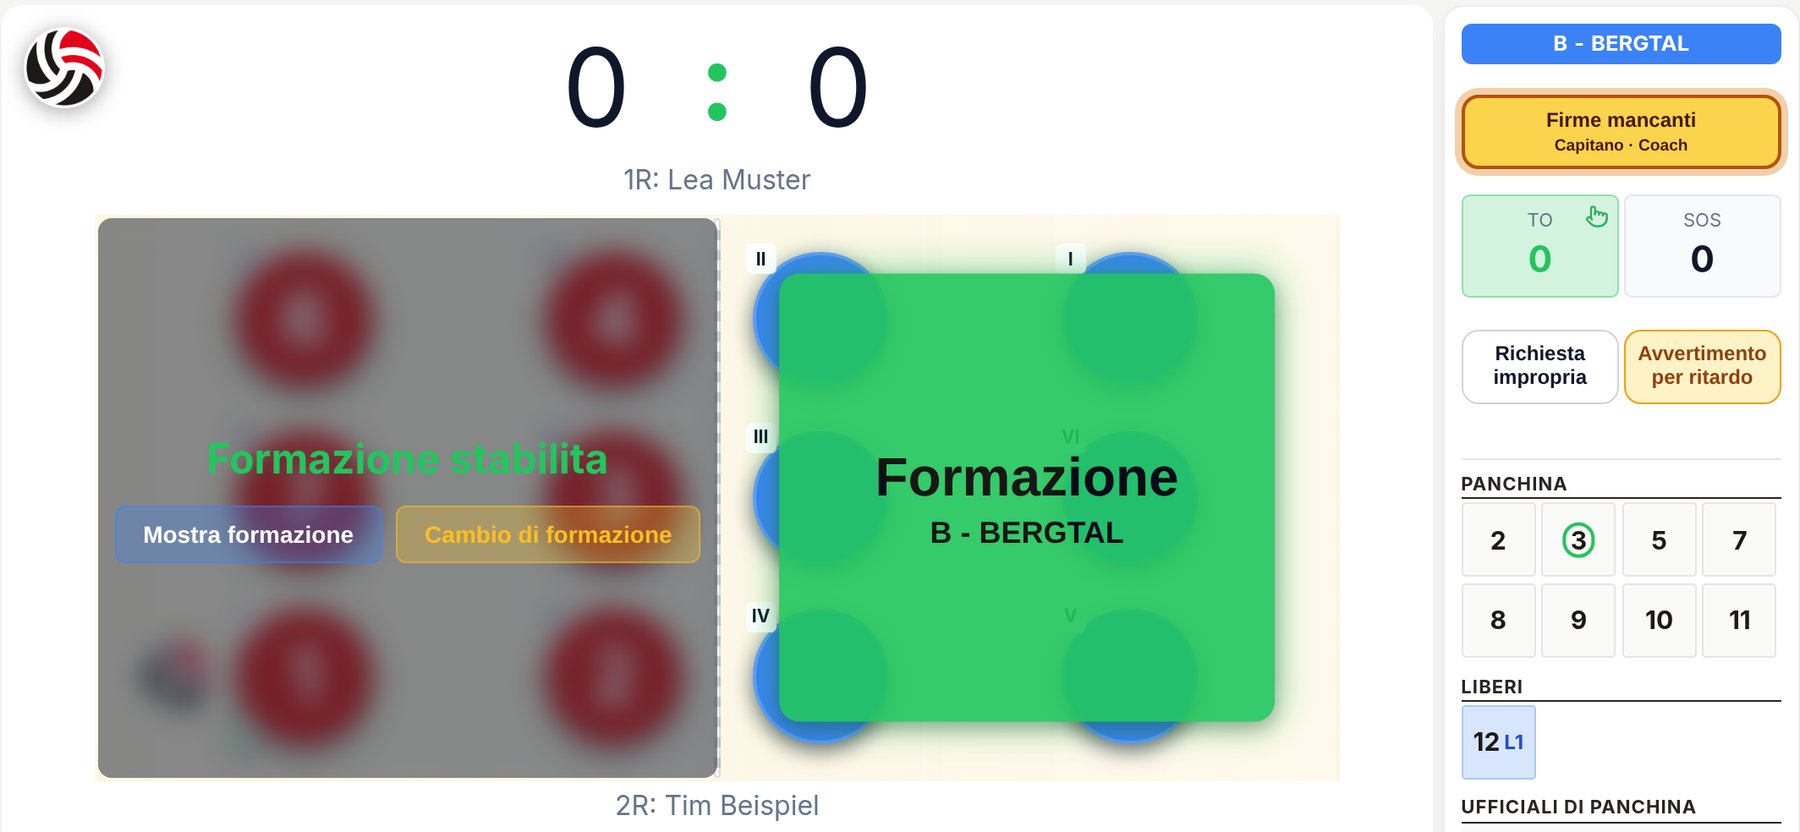 0 : 0
1R: Lea Muster
Formazione stabilita
Mostra formazione
Cambio di formazione
II
I
III
VI
IV
V
Formazione
B - BERGTAL
2R: Tim Beispiel
B - BERGTAL
Firme mancanti
Capitano · Coach
TO
0
SOS
0
Richiesta
impropria
Avvertimento
per ritardo
PANCHINA
2 3 5 7
8 9 10 11
LIBERI
12 L1
UFFICIALI DI PANCHINA